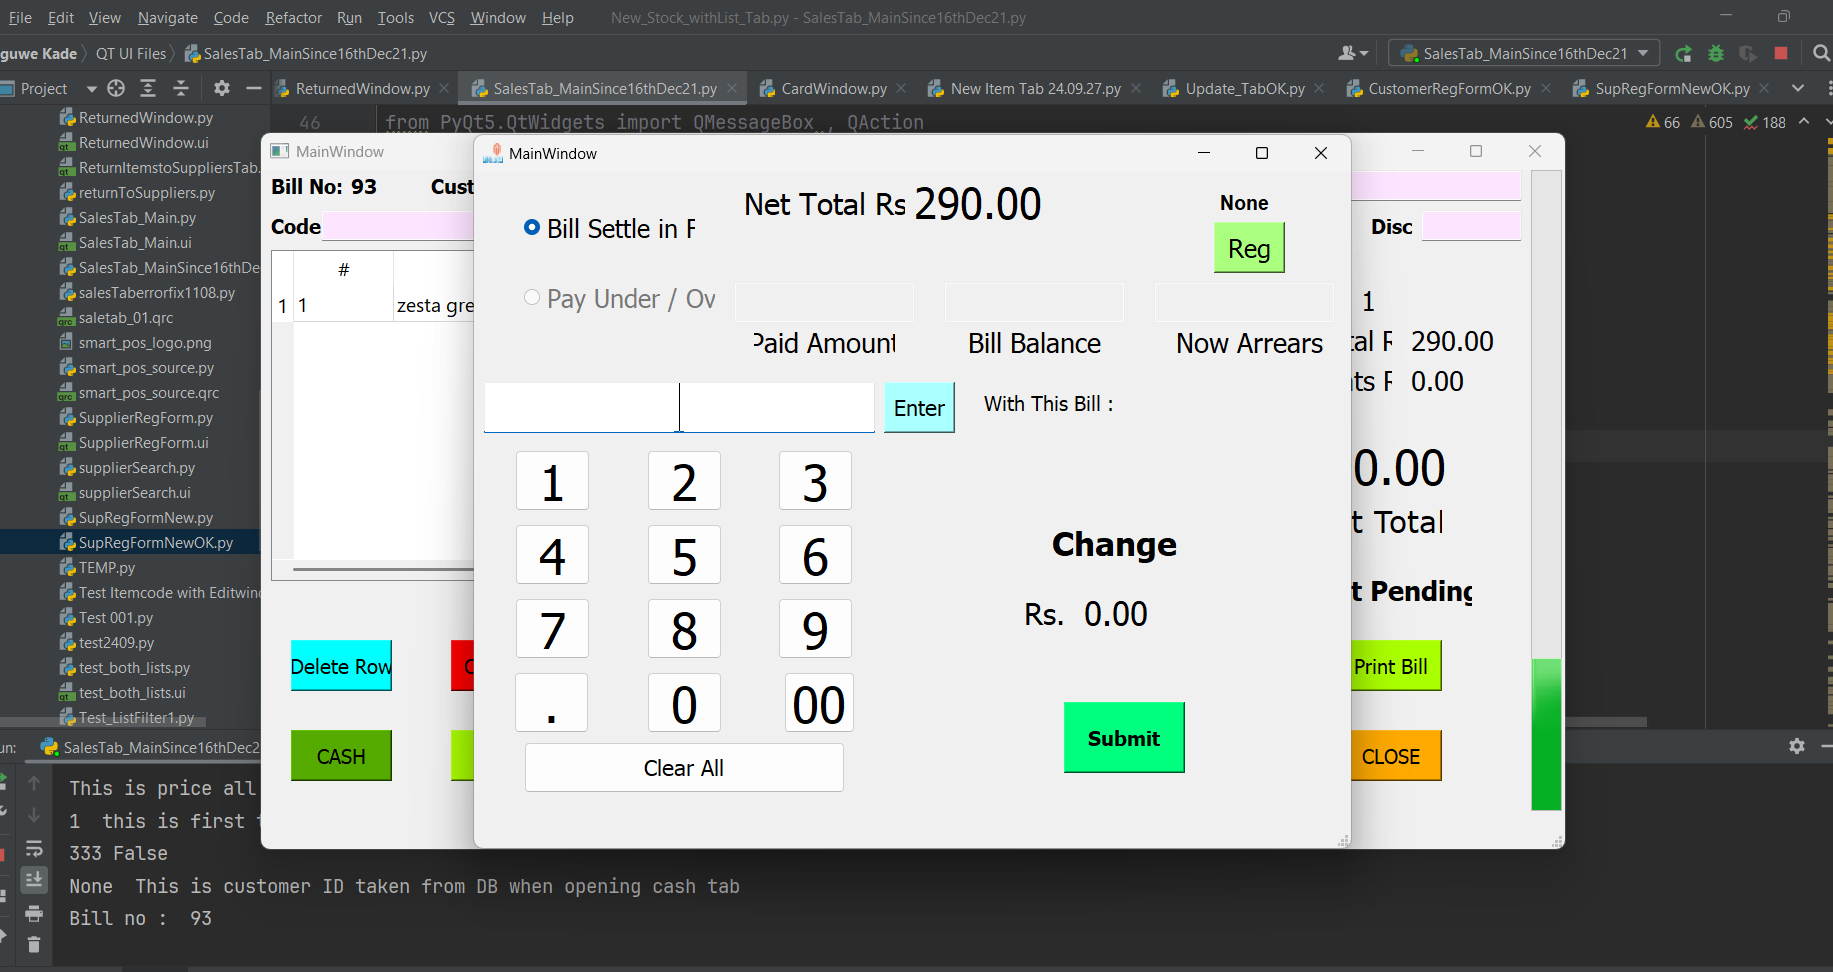 File Edit View Navigate Code Refactor Run Tools VCS Window Help New_Stock_withList_Tab.py - SalesTab_MainSince16thDec21.py
guwe Kade QT UI Files SalesTab_MainSince16thDec21.py SalesTab_MainSince16thDec21
Project ReturnedWindow.py SalesTab_MainSince16thDec21.py CardWindow.py New Item Tab 24.09.27.py Update_TabOK.py CustomerRegFormOK.py SupRegFormNewOK.py
46 from PyQt5.QtWidgets import QMessageBox , QAction 66 605 188
ReturnedWindow.py
ReturnedWindow.ui
ReturnItemstoSuppliersTab.
returnToSuppliers.py
SalesTab_Main.py
SalesTab_Main.ui
SalesTab_MainSince16thDe
salesTaberrorfix1108.py
saletab_01.qrc
smart_pos_logo.png
smart_pos_source.py
smart_pos_source.qrc
SupplierRegForm.py
SupplierRegForm.ui
supplierSearch.py
supplierSearch.ui
SupRegFormNew.py
SupRegFormNewOK.py
TEMP.py
Test Itemcode with Editwin
Test 001.py
test2409.py
test_both_lists.py
test_both_lists.ui
Test_ListFilter1.py
MainWindow
Bill No: 93 Cust
Code
#
1 1 zesta gre
Delete Row
CASH
MainWindow
Net Total Rs 290.00
None
Bill Settle in F
Reg
Pay Under / Ov
Paid Amount Bill Balance Now Arrears
Enter With This Bill :
1 2 3
4 5 6
7 8 9
. 0 00
Clear All
Change
Rs. 0.00
Submit
Disc
1
tal R 290.00
ts R 0.00
0.00
t Total
t Pending
Print Bill
CLOSE
un: SalesTab_MainSince16thDec2
This is price all
1 this is first
333 False
None This is customer ID taken from DB when opening cash tab
Bill no : 93